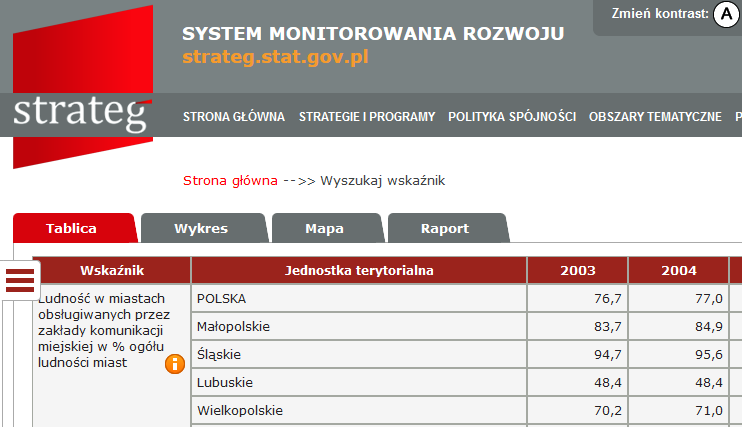 Zmień kontrast: A
SYSTEM MONITOROWANIA ROZWOJU
strateg.stat.gov.pl
strateg
STRONA GŁÓWNA STRATEGIE I PROGRAMY POLITYKA SPÓJNOŚCI OBSZARY TEMATYCZNE P
Strona główna -->> Wyszukaj wskaźnik
Tablica Wykres Mapa Raport
Wskaźnik Jednostka terytorialna 2003 2004
Ludność w miastach
obsługiwanych przez
zakłady komunikacji
miejskiej w % ogółu
ludności miast
POLSKA 76,7 77,0
Małopolskie 83,7 84,9
Śląskie 94,7 95,6
Lubuskie 48,4 48,4
Wielkopolskie 70,2 71,0